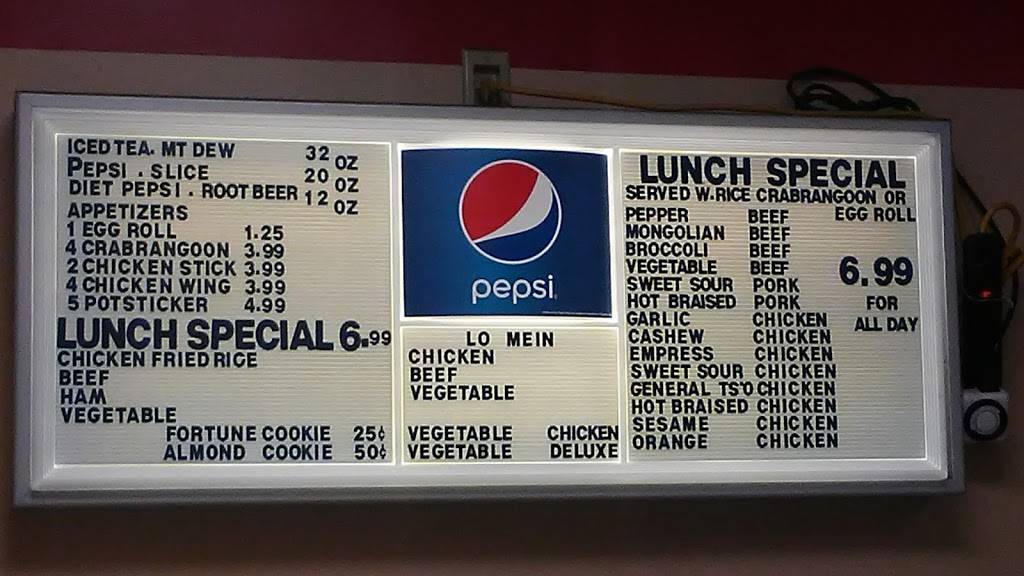 ICED TEA. MT DEW 32 OZ
PEPSI . SLICE 20 OZ
DIET PEPSI . ROOTBEER 12 OZ
APPETIZERS
1 EGG ROLL 1.25
4 CRABRANGOON 3.99
2 CHICKEN STICK 3.99
4 CHICKEN WING 3.99
5 POTSTICKER 4.99
LUNCH SPECIAL 6.99
CHICKEN FRIED RICE
BEEF
HAM
VEGETABLE
FORTUNE COOKIE 25¢
ALMOND COOKIE 50¢
pepsi
LO MEIN
CHICKEN
BEEF
VEGETABLE
VEGETABLE CHICKEN
VEGETABLE DELUXE
LUNCH SPECIAL
SERVED W.RICE CRABRANGOON OR
EGG ROLL
PEPPER BEEF
MONGOLIAN BEEF
BROCCOLI BEEF
VEGETABLE BEEF
SWEET SOUR PORK
HOT BRAISED PORK
GARLIC CHICKEN
CASHEW CHICKEN
EMPRESS CHICKEN
SWEET SOUR CHICKEN
GENERAL TS'O CHICKEN
HOT BRAISED CHICKEN
SESAME CHICKEN
ORANGE CHICKEN
6.99
FOR
ALL DAY